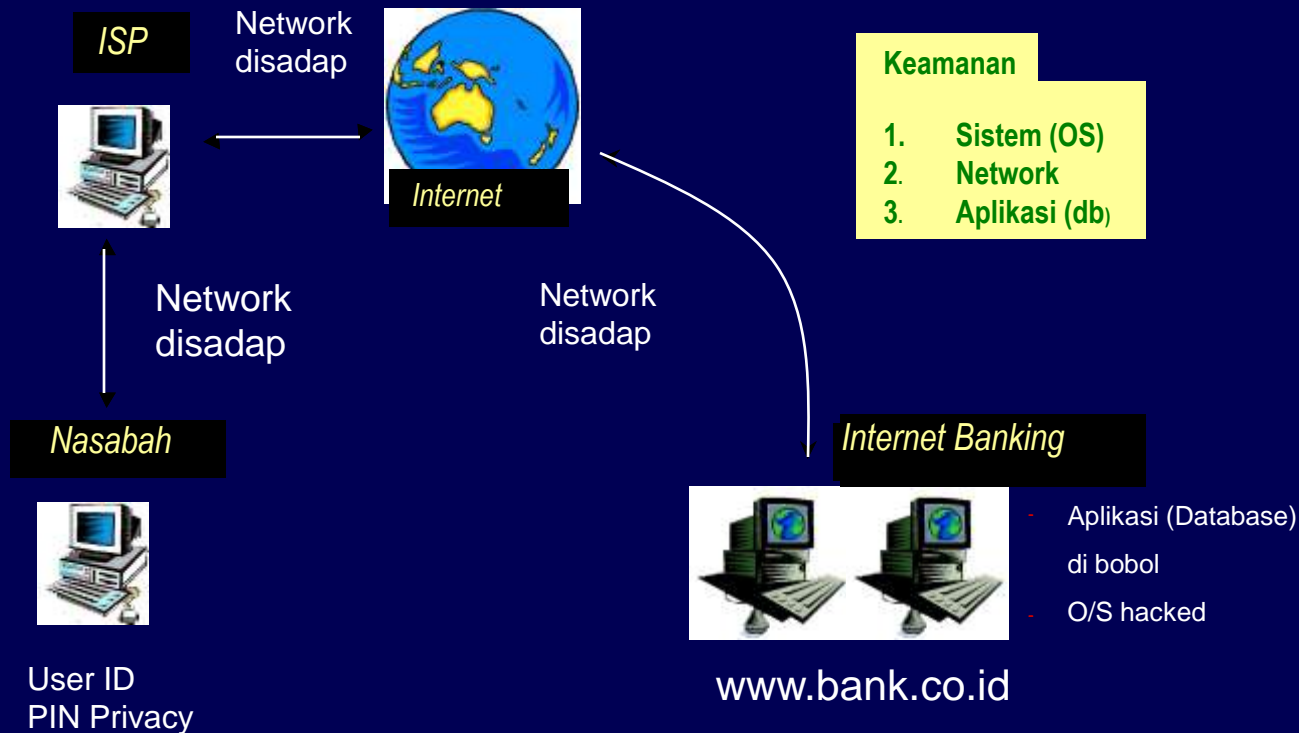 ISP
Network
disadap
Internet
Keamanan
1. Sistem (OS)
2. Network
3. Aplikasi (db)
Network
disadap
Network
disadap
Nasabah
User ID
PIN Privacy
Internet Banking
- Aplikasi (Database)
di bobol
- O/S hacked
www.bank.co.id